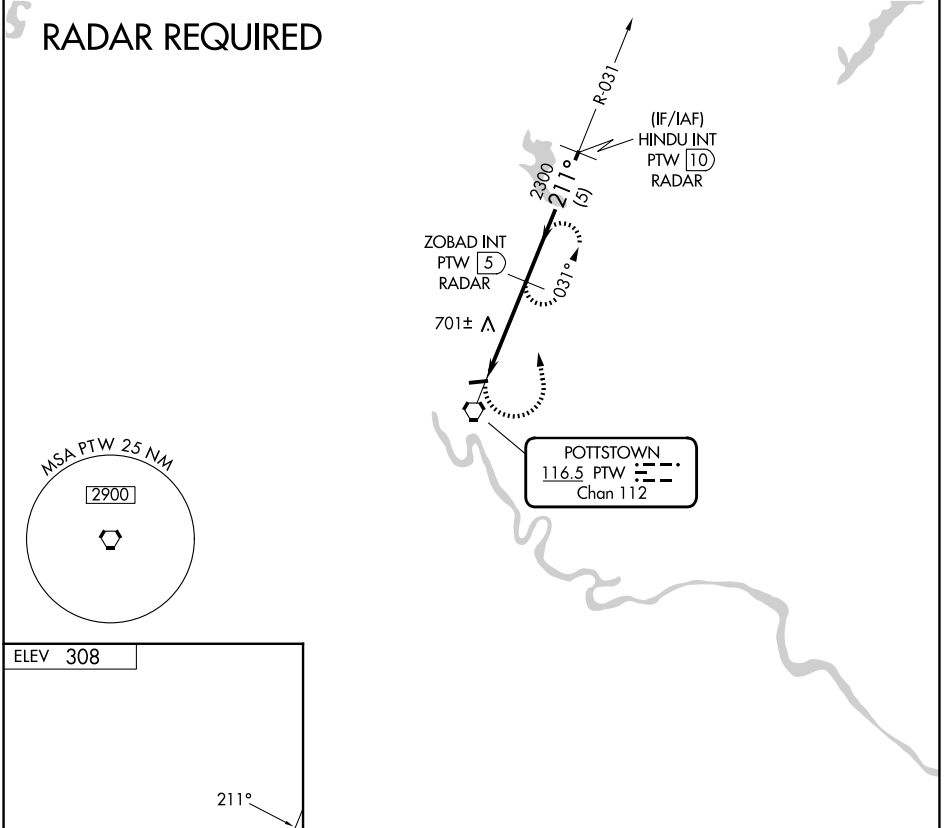 RADAR REQUIRED
R-031
(IF/IAF)
HINDU INT
PTW 10
RADAR
2300
211°
(5)
ZOBAD INT
PTW 5
RADAR
031°
701±
MSA PTW 25 NM
2900
POTTSTOWN
116.5 PTW
Chan 112
ELEV 308
211°